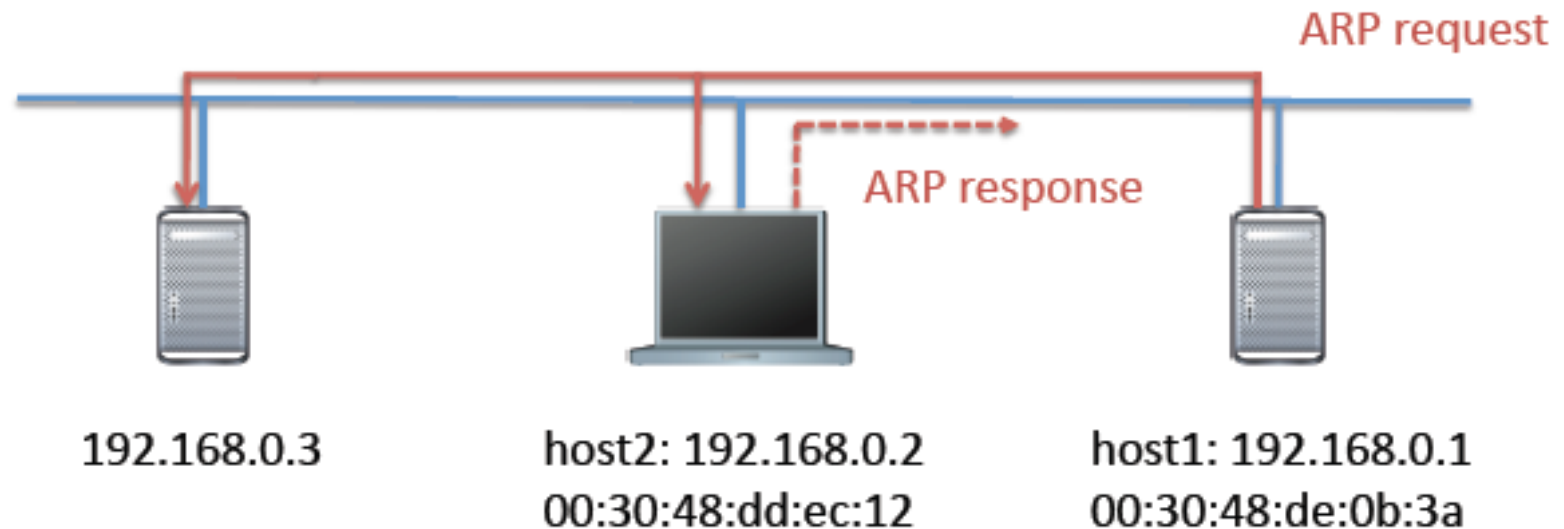 ARP request
ARP response
192.168.0.3
host2: 192.168.0.2
00:30:48:dd:ec:12
host1: 192.168.0.1
00:30:48:de:0b:3a